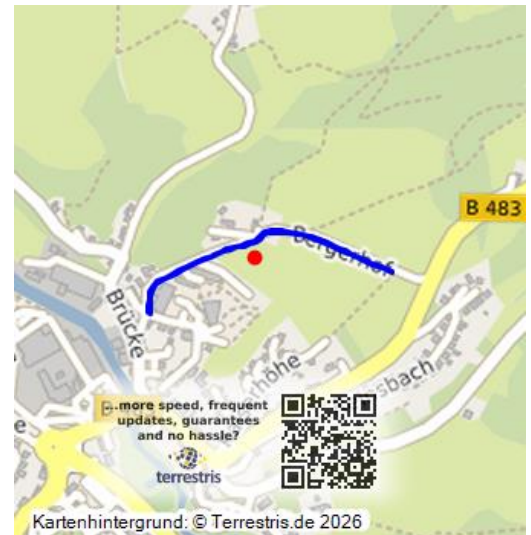 B 483
Bergerhof
Brücke
höhe
sbach
B
...more speed, frequent
updates, guarantees
and no hassle?
terrestris
e
Kartenhintergrund: © Terrestris.de 2026